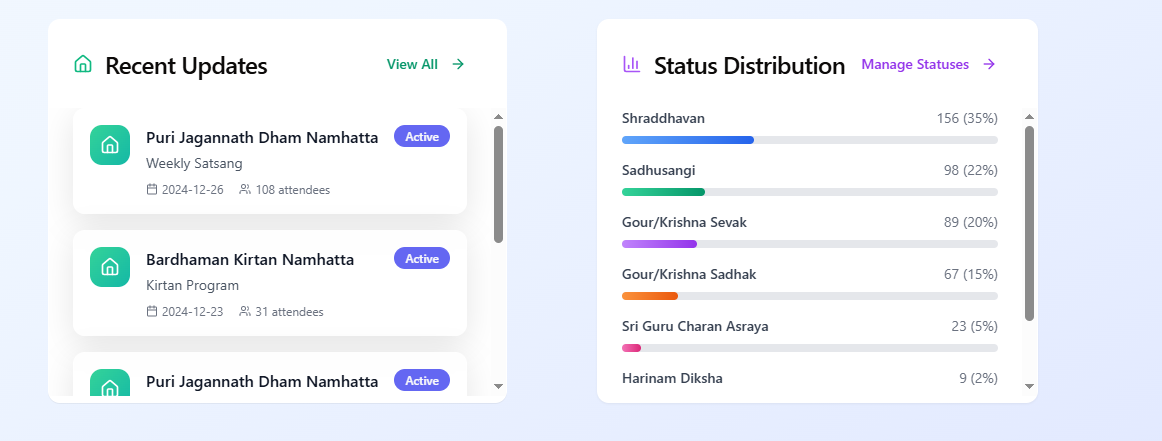 Recent Updates
View All
Puri Jagannath Dham Namhatta
Active
Weekly Satsang
2024-12-26
108 attendees
Bardhaman Kirtan Namhatta
Active
Kirtan Program
2024-12-23
31 attendees
Puri Jagannath Dham Namhatta
Active
Status Distribution
Manage Statuses
Shraddhavan
156 (35%)
Sadhusangi
98 (22%)
Gour/Krishna Sevak
89 (20%)
Gour/Krishna Sadhak
67 (15%)
Sri Guru Charan Asraya
23 (5%)
Harinam Diksha
9 (2%)